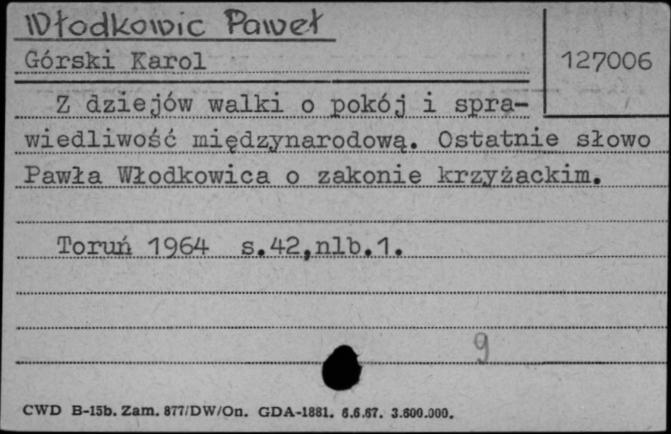 Włodkowic Paweł
Górski Karol
127006
Z dziejów walki o pokój i spra-
wiedliwość międzynarodową. Ostatnie słowo
Pawła Włodkowica o zakonie krzyżackim.
Toruń 1964 s.42,nlb.1.
9
CWD B-15b. Zam. 877/DW/On. GDA-1881. 6.6.67. 3.600.000.